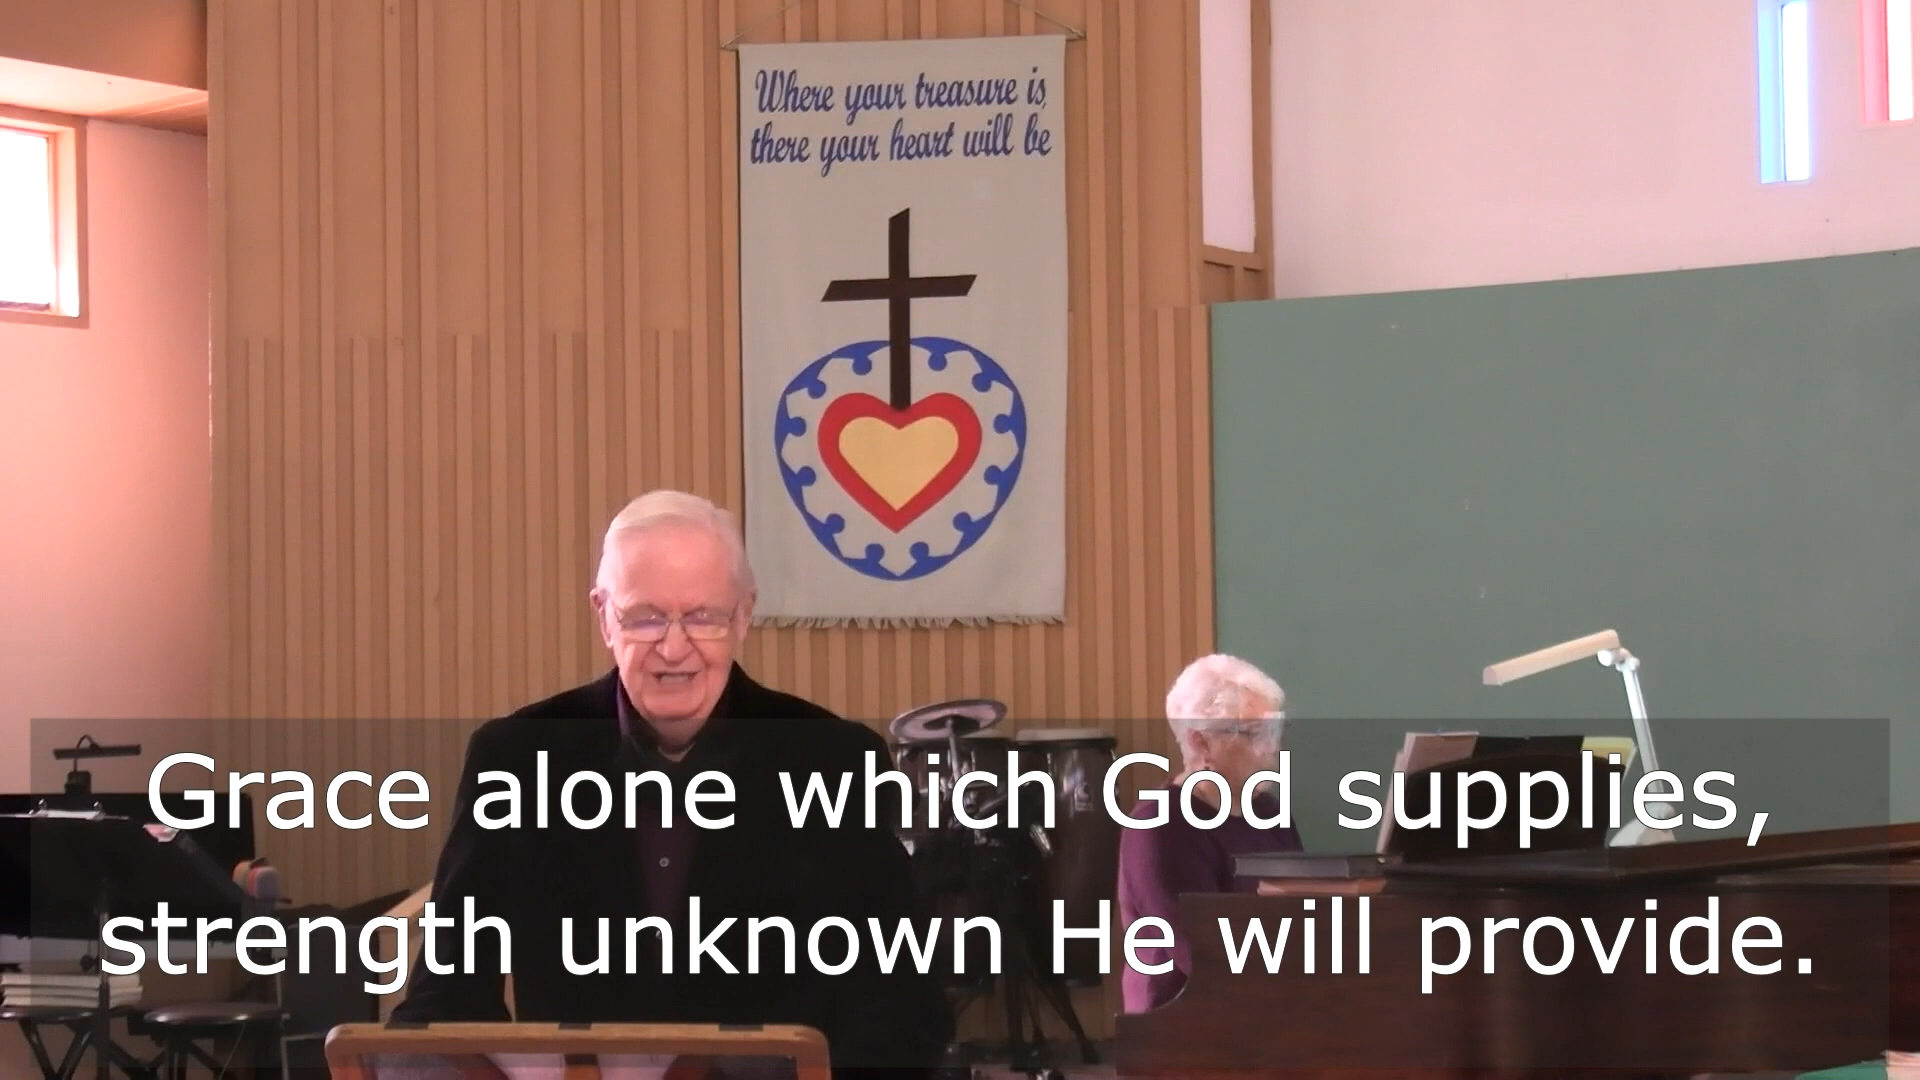 Where your treasure is,
there your heart will be
Grace alone which God supplies,
strength unknown He will provide.